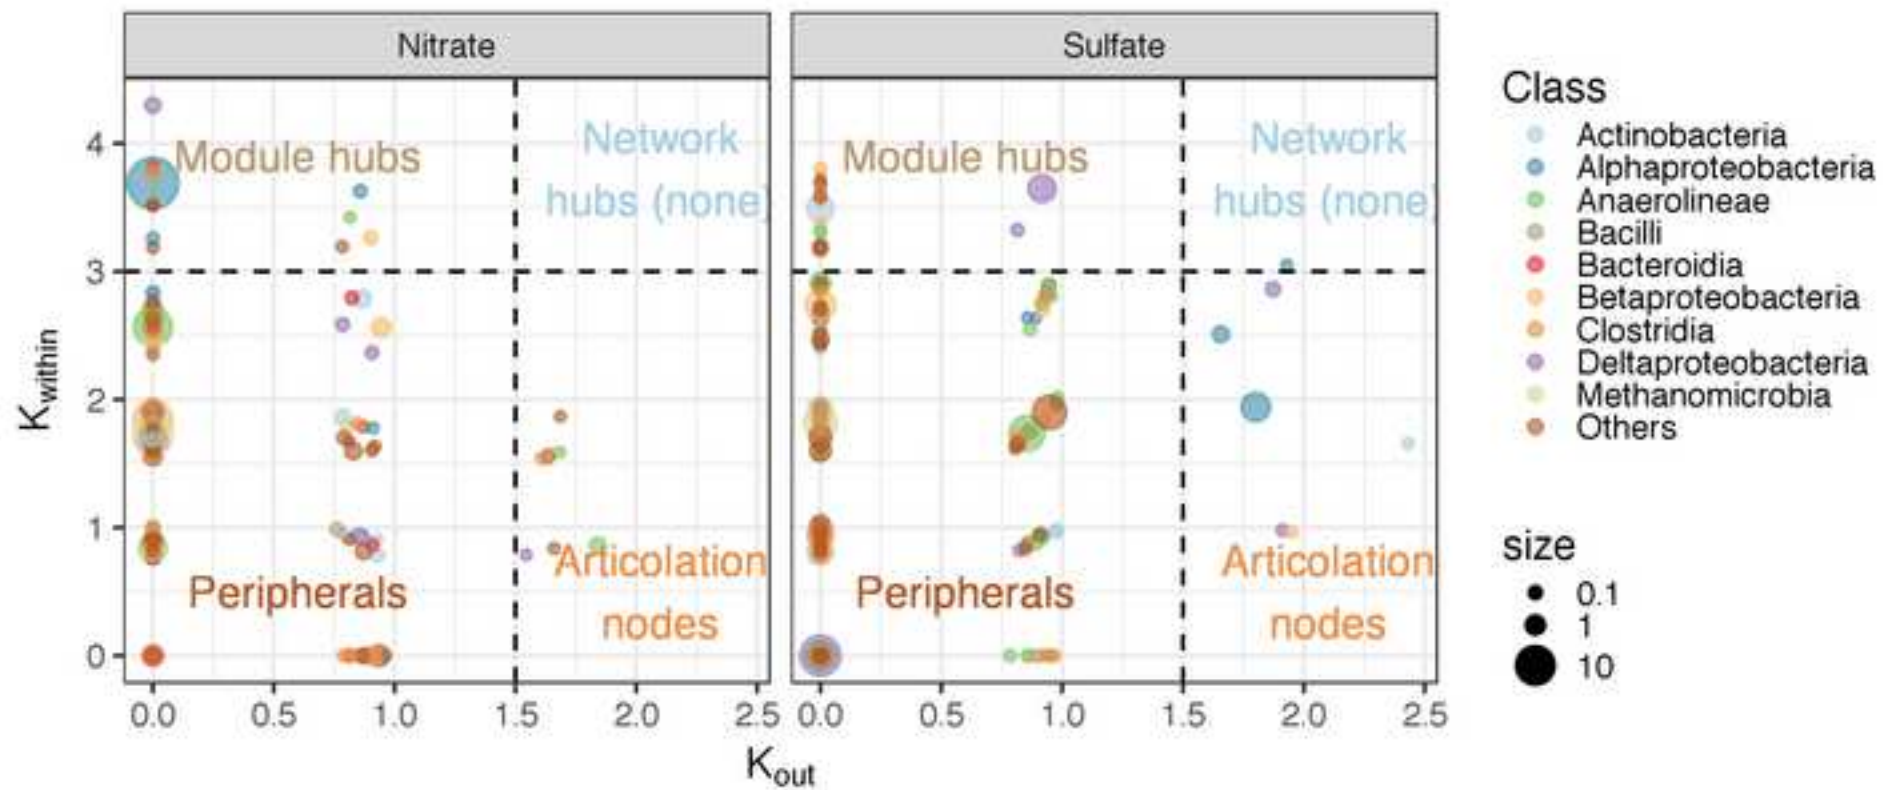 Nitrate
Sulfate
Module hubs
Network
hubs (none)
Peripherals
Articolation
nodes
Module hubs
Network
hubs (none)
Peripherals
Articolation
nodes
4
3
2
1
0
Kwithin
0.0 0.5 1.0 1.5 2.0 2.5
0.0 0.5 1.0 1.5 2.0 2.5
Kout
Class
Actinobacteria
Alphaproteobacteria
Anaerolineae
Bacilli
Bacteroidia
Betaproteobacteria
Clostridia
Deltaproteobacteria
Methanomicrobia
Others
size
0.1
1
10